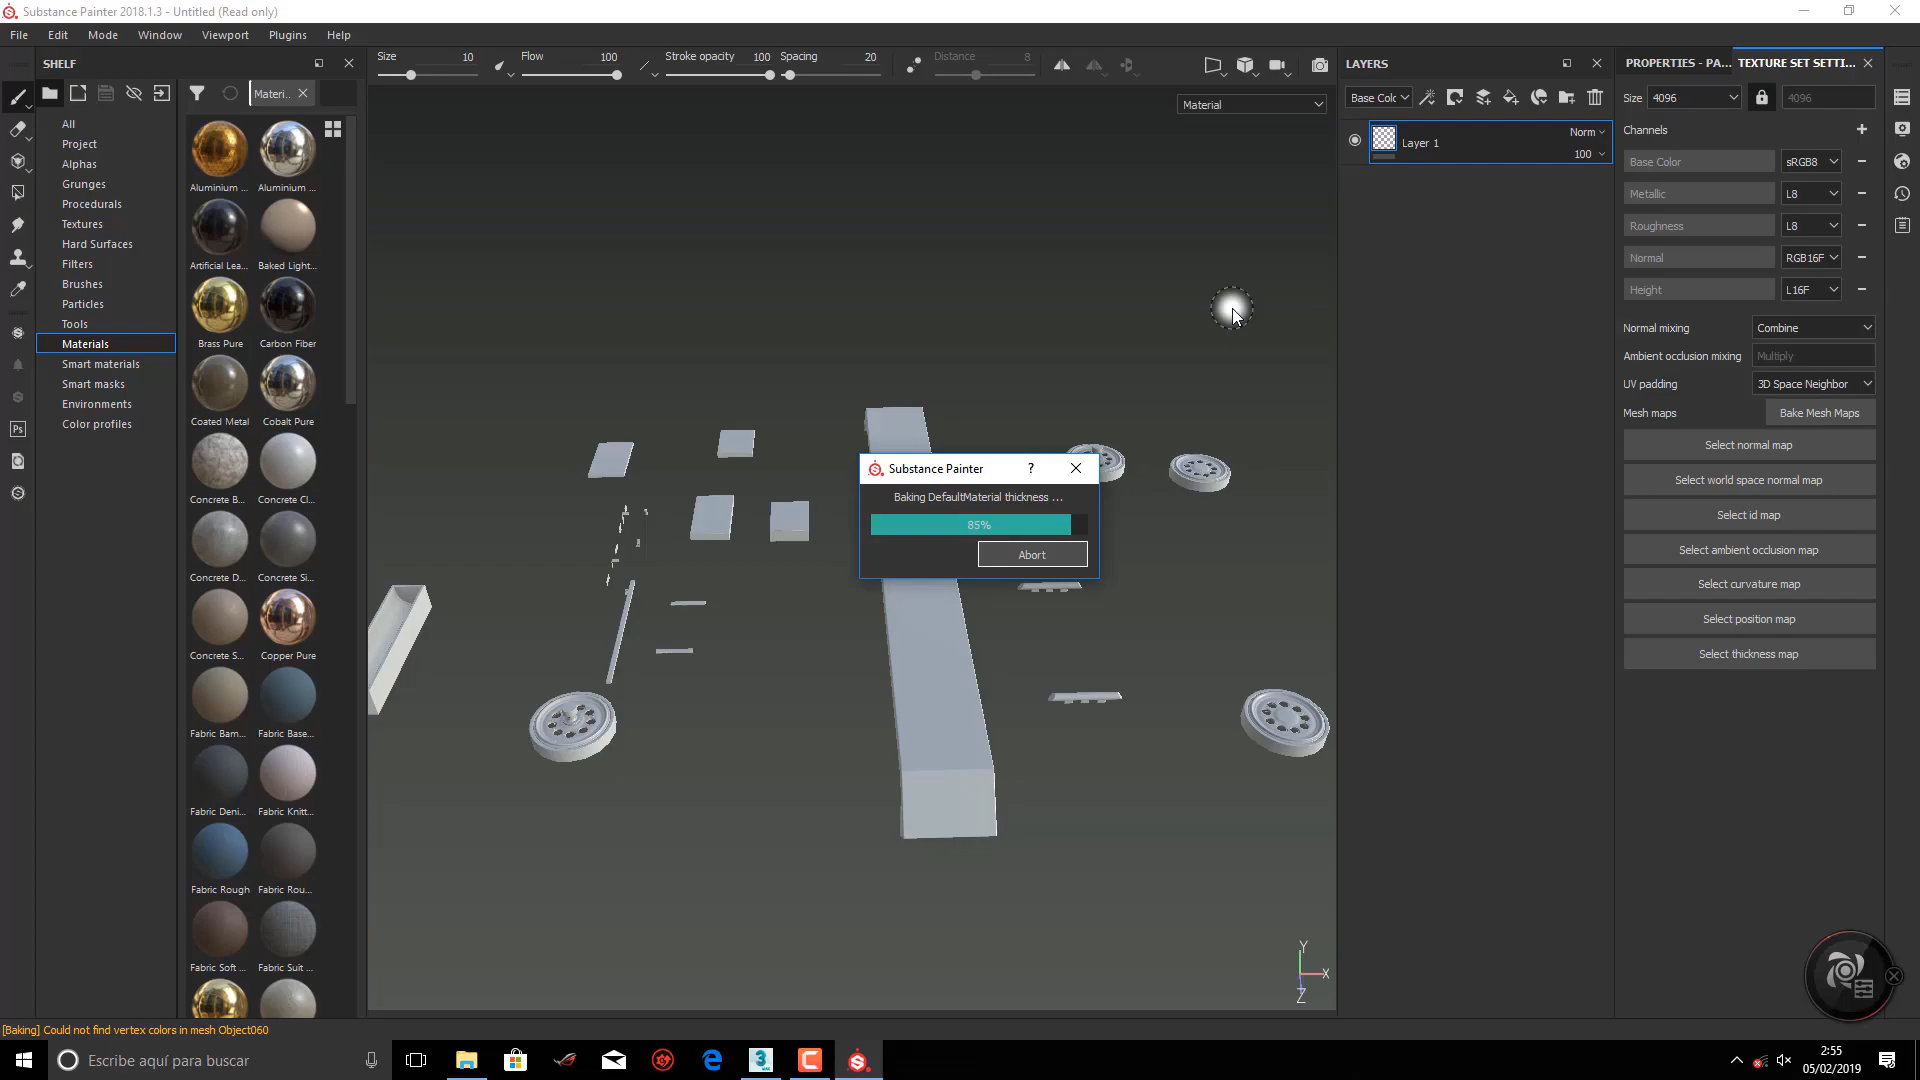 Substance Painter 2018.1.3 - Untitled (Read only)
File Edit Mode Window Viewport Plugins Help
SHELF
Size 10 Flow 100 Stroke opacity 100 Spacing 20 Distance 8
LAYERS
PROPERTIES - PA... TEXTURE SET SETTI...
Materi...
Material
Base Colc
Size 4096 4096
Channels
All
Project
Alphas
Grunges
Procedurals
Textures
Hard Surfaces
Filters
Brushes
Particles
Tools
Materials
Smart materials
Smart masks
Environments
Color profiles
Aluminium ... Aluminium ...
Artificial Lea... Baked Light...
Brass Pure Carbon Fiber
Coated Metal Cobalt Pure
Concrete B... Concrete Cl...
Concrete D... Concrete Si...
Concrete S... Copper Pure
Fabric Bam... Fabric Base...
Fabric Deni... Fabric Knitt...
Fabric Rough Fabric Rou...
Fabric Soft ... Fabric Suit ...
Substance Painter ?
Baking DefaultMaterial thickness ...
85%
Abort
Layer 1
Norm
100
Base Color sRGB8
Metallic L8
Roughness L8
Normal RGB16F
Height L16F
Normal mixing Combine
Ambient occlusion mixing Multiply
UV padding 3D Space Neighbor
Mesh maps Bake Mesh Maps
Select normal map
Select world space normal map
Select id map
Select ambient occlusion map
Select curvature map
Select position map
Select thickness map
Y
X
Z
Ps
[Baking] Could not find vertex colors in mesh Object060
Escribe aquí para buscar
2:55
05/02/2019